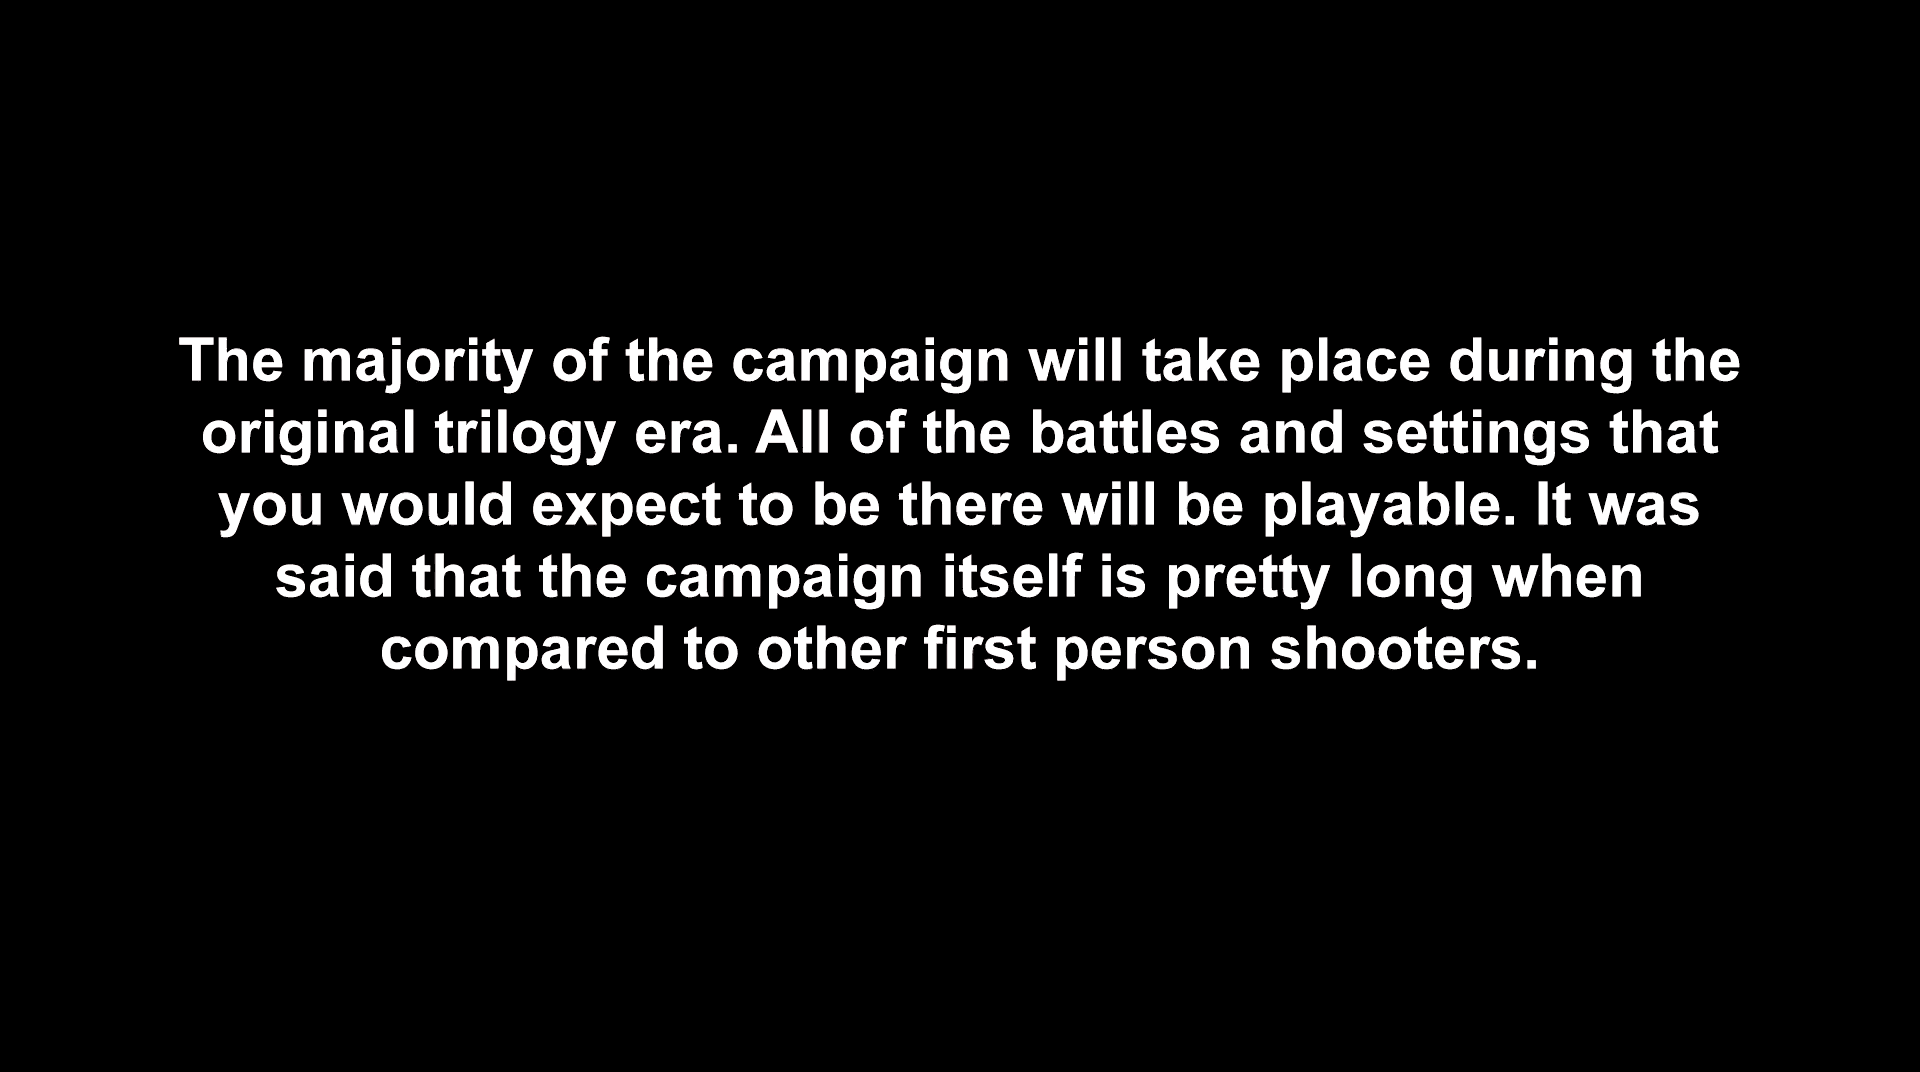 The majority of the campaign will take place during the
original trilogy era. All of the battles and settings that
you would expect to be there will be playable. It was
said that the campaign itself is pretty long when
compared to other first person shooters.